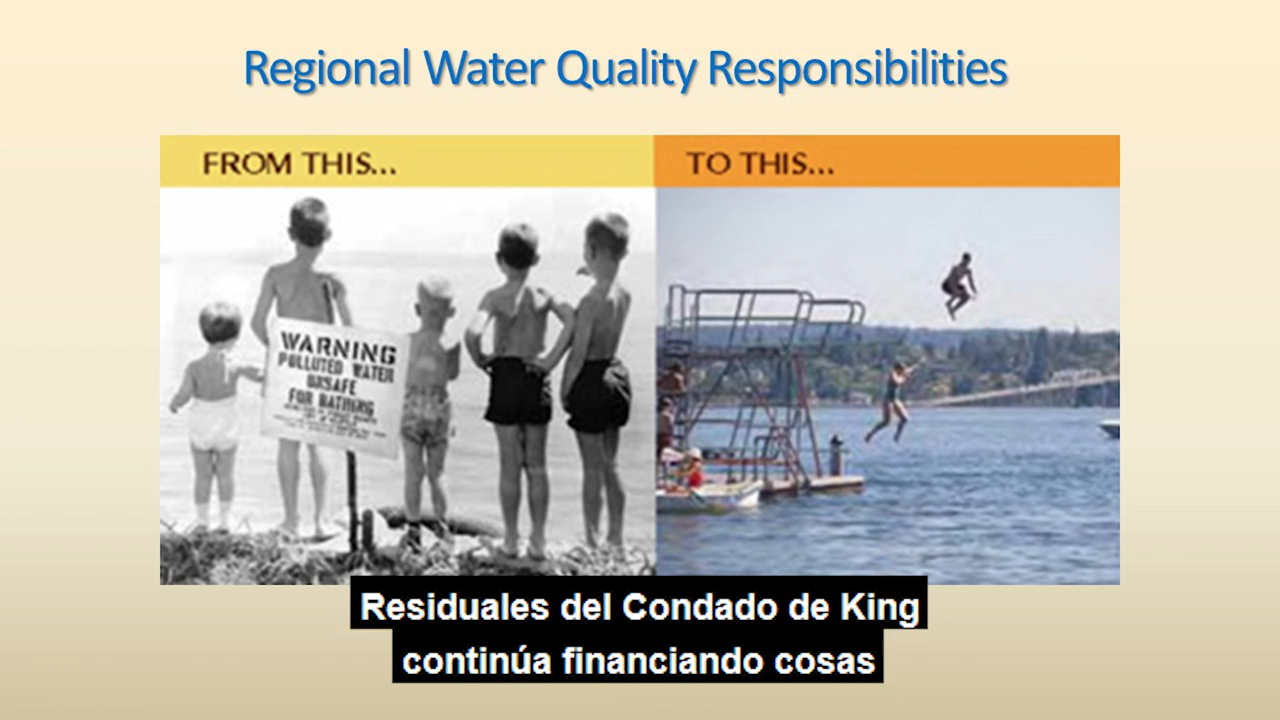 Regional Water Quality Responsibilities
FROM THIS...
TO THIS...
WARNING
POLLUTED WATER
UNSAFE
FOR BATHING
Residuales del Condado de King
continúa financiando cosas